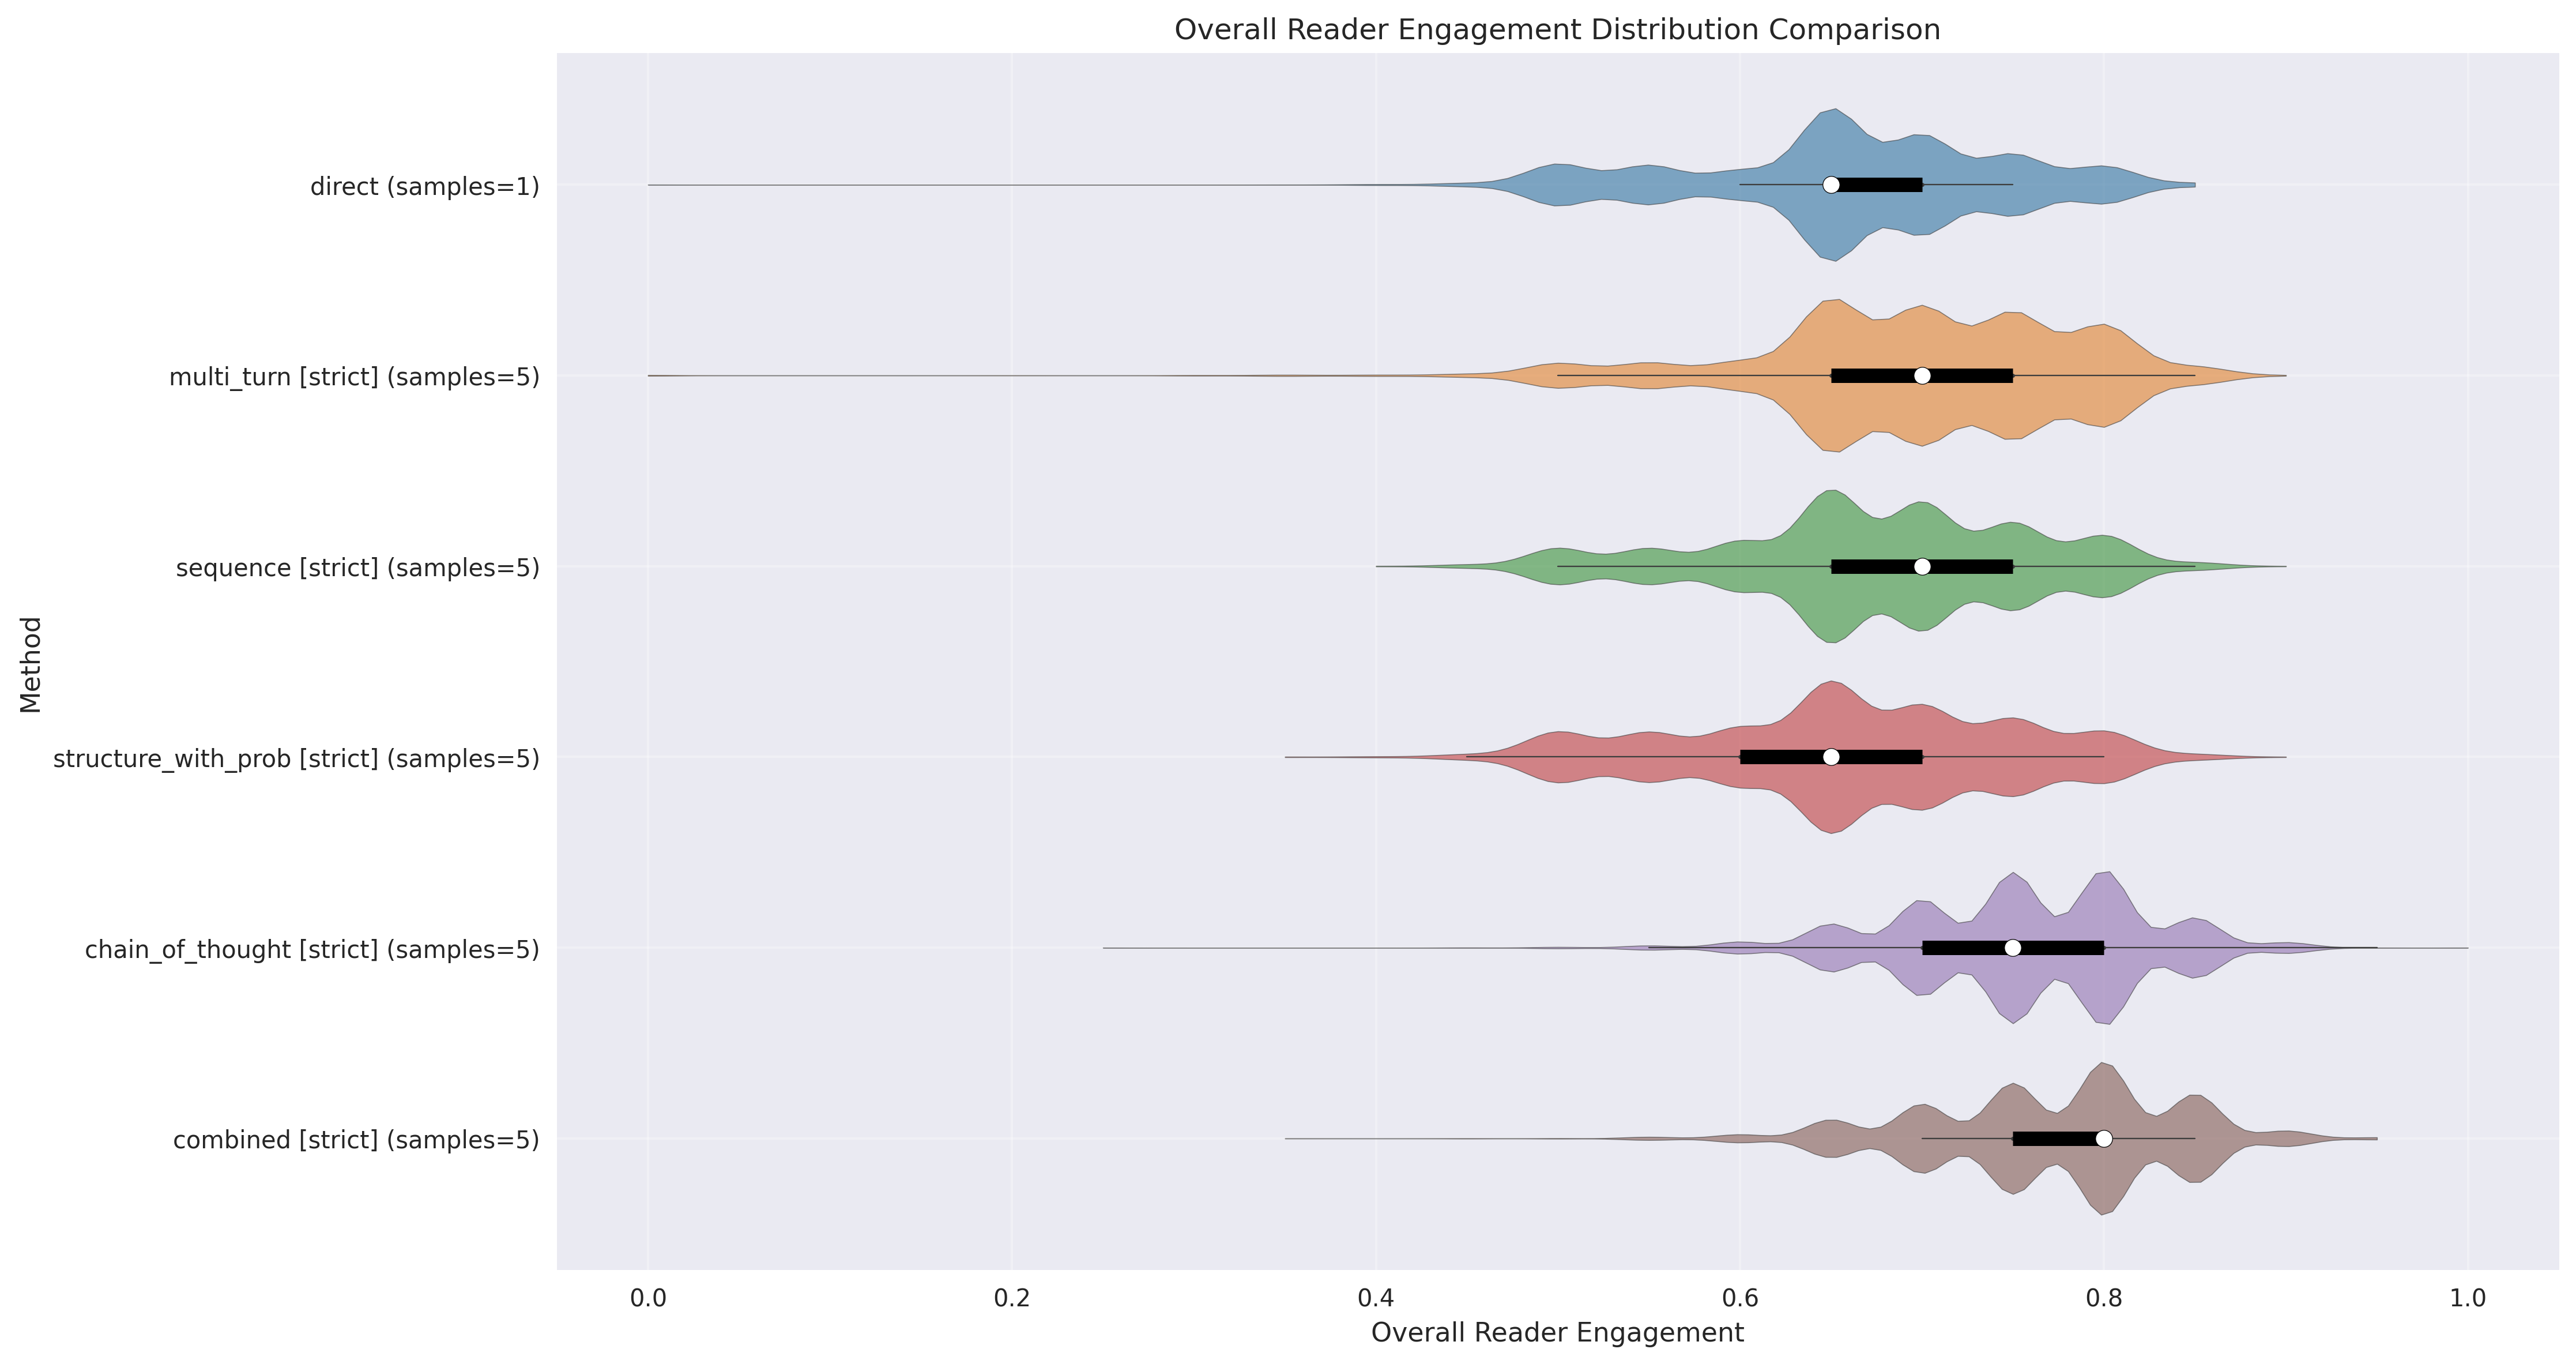 Overall Reader Engagement Distribution Comparison
Method
direct (samples=1)
multi_turn [strict] (samples=5)
sequence [strict] (samples=5)
structure_with_prob [strict] (samples=5)
chain_of_thought [strict] (samples=5)
combined [strict] (samples=5)
0.0 0.2 0.4 0.6 0.8 1.0
Overall Reader Engagement